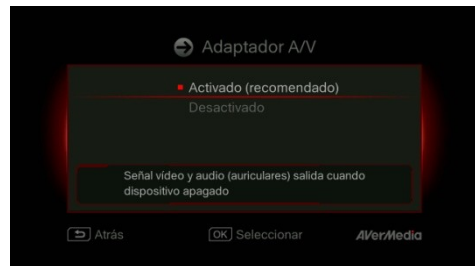 Adaptador A/V
Activado (recomendado)
Desactivado
Señal vídeo y audio (auriculares) salida cuando
dispositivo apagado
Atrás
OK Seleccionar
AVerMedia